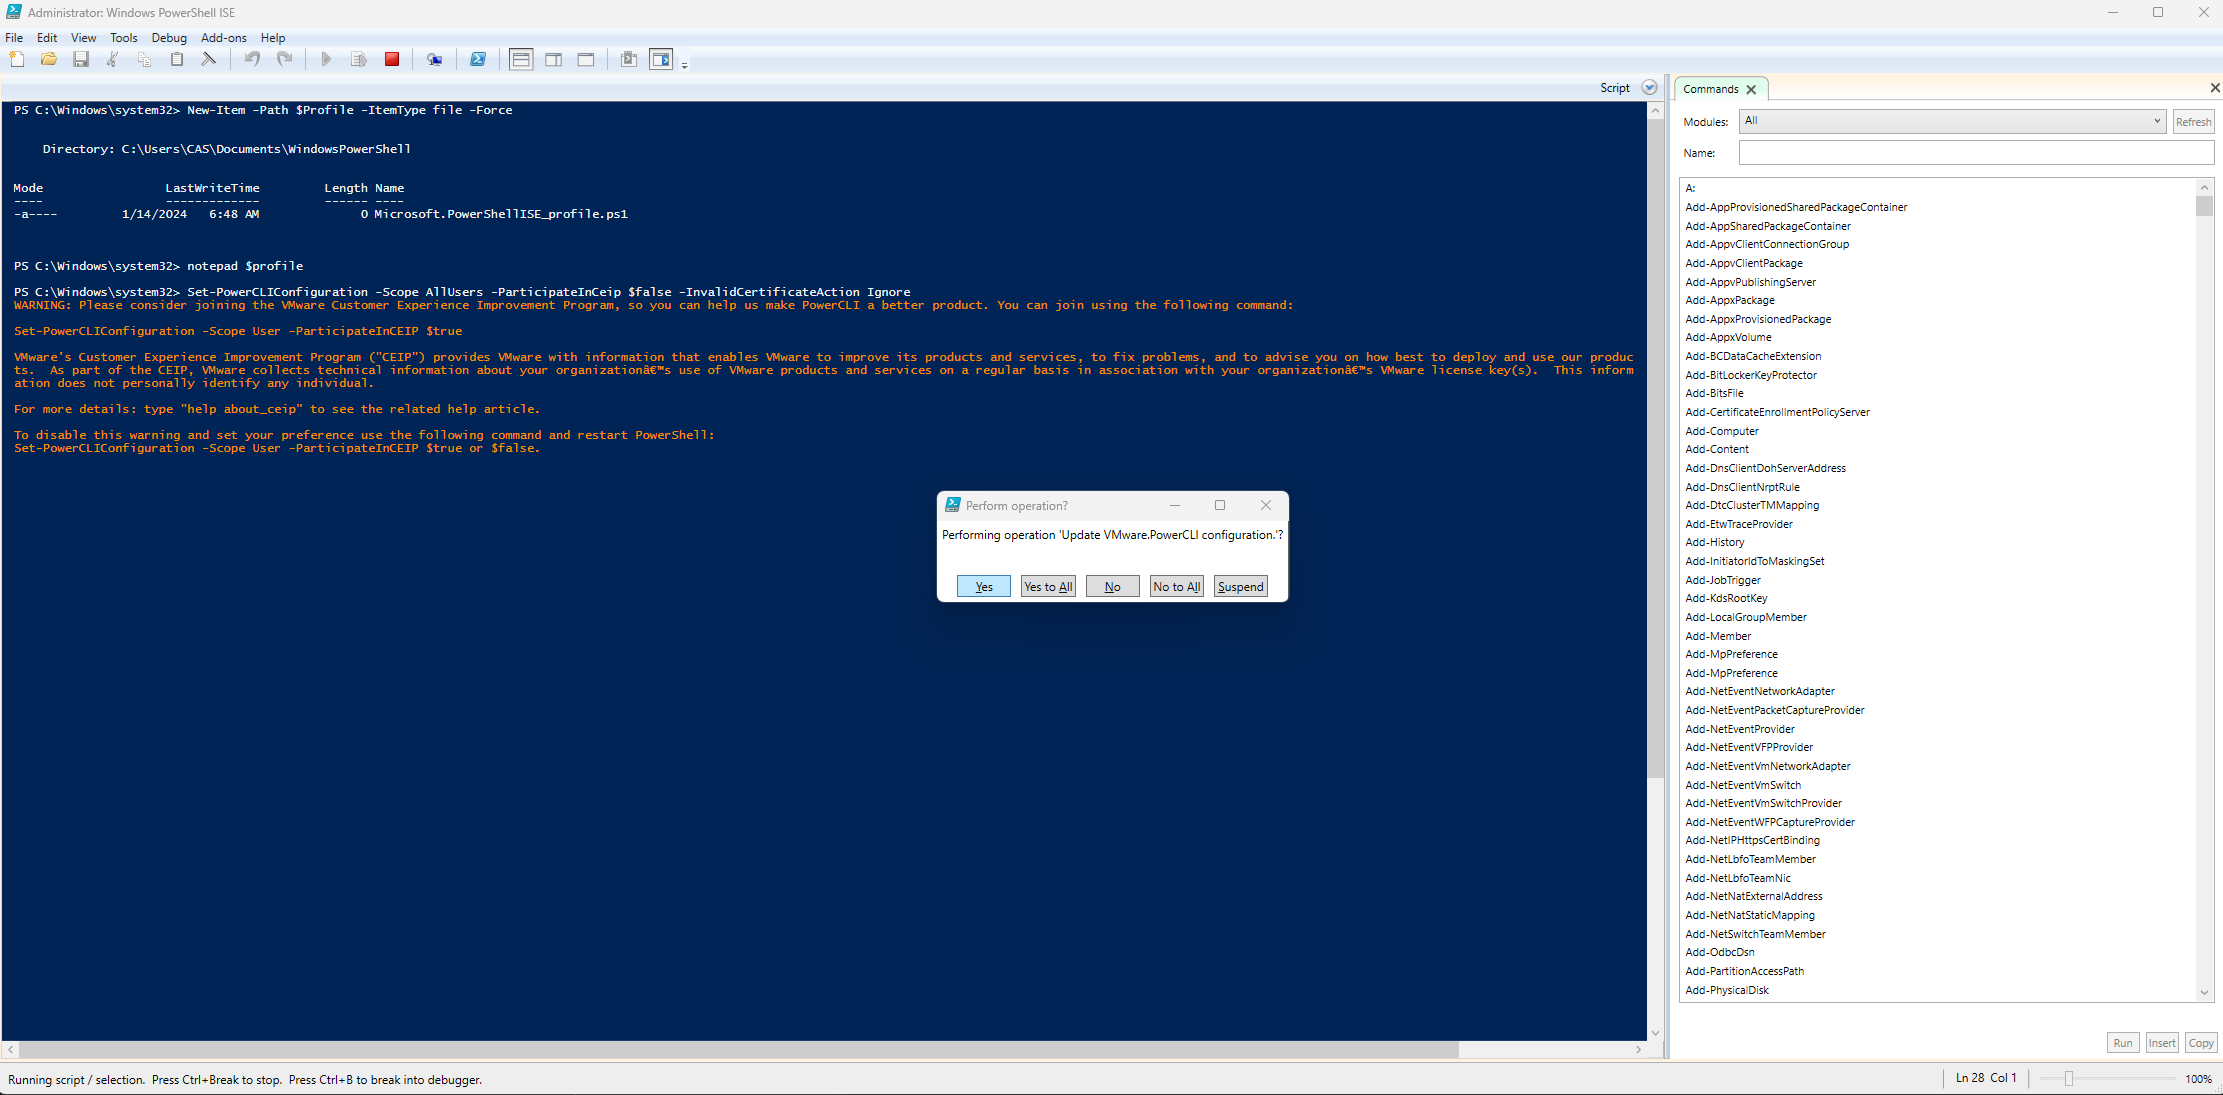 Administrator: Windows PowerShell ISE
File Edit View Tools Debug Add-ons Help
Script
PS C:\Windows\system32> New-Item -Path $Profile -ItemType file -Force
Directory: C:\Users\CAS\Documents\WindowsPowerShell
Mode LastWriteTime Length Name
---- ------------- ------ ----
-a---- 1/14/2024 6:48 AM 0 Microsoft.PowerShellISE_profile.ps1
PS C:\Windows\system32> notepad $profile
PS C:\Windows\system32> Set-PowerCLIConfiguration -Scope AllUsers -ParticipateInCeip $false -InvalidCertificateAction Ignore
WARNING: Please consider joining the VMware Customer Experience Improvement Program, so you can help us make PowerCLI a better product. You can join using the following command:
Set-PowerCLIConfiguration -Scope User -ParticipateInCEIP $true
VMware's Customer Experience Improvement Program ("CEIP") provides VMware with information that enables VMware to improve its products and services, to fix problems, and to advise you on how best to deploy and use our produc
ts.  As part of the CEIP, VMware collects technical information about your organizationâ€™s use of VMware products and services on a regular basis in association with your organizationâ€™s VMware license key(s).  This inform
ation does not personally identify any individual.
For more details: type "help about_ceip" to see the related help article.
To disable this warning and set your preference use the following command and restart PowerShell:
Set-PowerCLIConfiguration -Scope User -ParticipateInCEIP $true or $false.
Perform operation?
Performing operation 'Update VMware.PowerCLI configuration.'?
Yes Yes to All No No to All Suspend
Commands
Modules: All Refresh
Name:
A:
Add-AppProvisionedSharedPackageContainer
Add-AppSharedPackageContainer
Add-AppvClientConnectionGroup
Add-AppvClientPackage
Add-AppvPublishingServer
Add-AppxPackage
Add-AppxProvisionedPackage
Add-AppxVolume
Add-BCDataCacheExtension
Add-BitLockerKeyProtector
Add-BitsFile
Add-CertificateEnrollmentPolicyServer
Add-Computer
Add-Content
Add-DnsClientDohServerAddress
Add-DnsClientNrptRule
Add-DtcClusterTMMapping
Add-EtwTraceProvider
Add-History
Add-InitiatorIdToMaskingSet
Add-JobTrigger
Add-KdsRootKey
Add-LocalGroupMember
Add-Member
Add-MpPreference
Add-MpPreference
Add-NetEventNetworkAdapter
Add-NetEventPacketCaptureProvider
Add-NetEventProvider
Add-NetEventVFPProvider
Add-NetEventVmNetworkAdapter
Add-NetEventVmSwitch
Add-NetEventVmSwitchProvider
Add-NetEventWFPCaptureProvider
Add-NetIPHttpsCertBinding
Add-NetLbfoTeamMember
Add-NetLbfoTeamNic
Add-NetNatExternalAddress
Add-NetNatStaticMapping
Add-NetSwitchTeamMember
Add-OdbcDsn
Add-PartitionAccessPath
Add-PhysicalDisk
Run Insert Copy
Running script / selection. Press Ctrl+Break to stop. Press Ctrl+B to break into debugger.
Ln 28 Col 1 100%